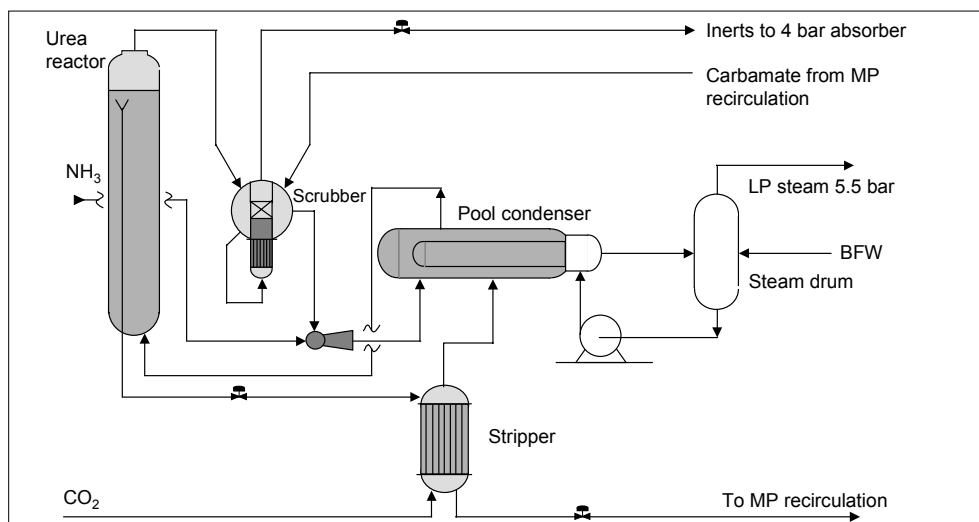 Urea
reactor
Inerts to 4 bar absorber
Carbamate from MP
recirculation
NH₃
Scrubber
LP steam 5.5 bar
Pool condenser
BFW
Steam drum
Stripper
CO₂
To MP recirculation